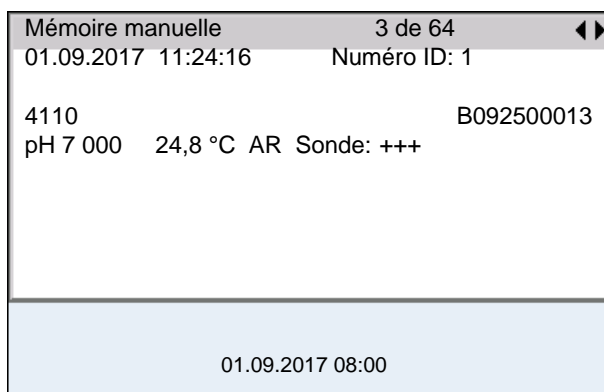 Mémoire manuelle 3 de 64
01.09.2017 11:24:16 Numéro ID: 1
4110 B092500013
pH 7 000 24,8 °C AR Sonde: +++
01.09.2017 08:00